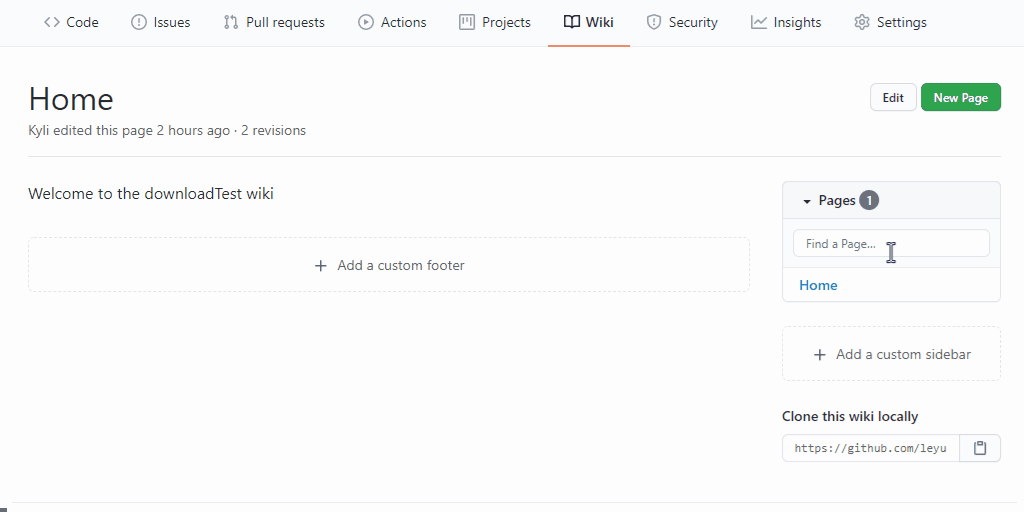 Code Issues Pull requests Actions Projects Wiki Security Insights Settings
Home
Edit New Page
Kyli edited this page 2 hours ago · 2 revisions
Welcome to the downloadTest wiki
+ Add a custom footer
Pages 1
Find a Page...
Home
+ Add a custom sidebar
Clone this wiki locally
https://github.com/leyu